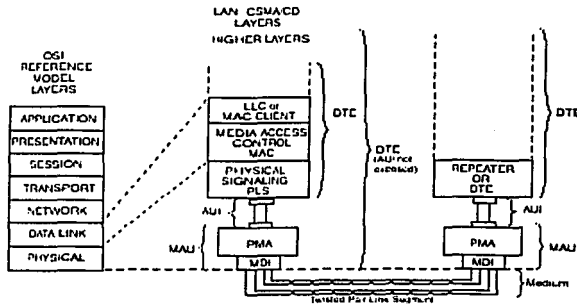 LAN CSMA/CD
LAYERS
HIGHER LAYERS
OSI
REFERENCE
MODEL
LAYERS
APPLICATION
PRESENTATION
SESSION
TRANSPORT
NETWORK
DATA LINK
PHYSICAL
LLC or
MAC CLIENT
MEDIA ACCESS
CONTROL
MAC
PHYSICAL
SIGNALING
PLS
DTE
AUI
MAU
PMA
MDI
DTE
(AUI not
exposed)
REPEATER
OR
DTE
DTE
AUI
PMA
MAU
MDI
Medium
Twisted Pair Link Segment